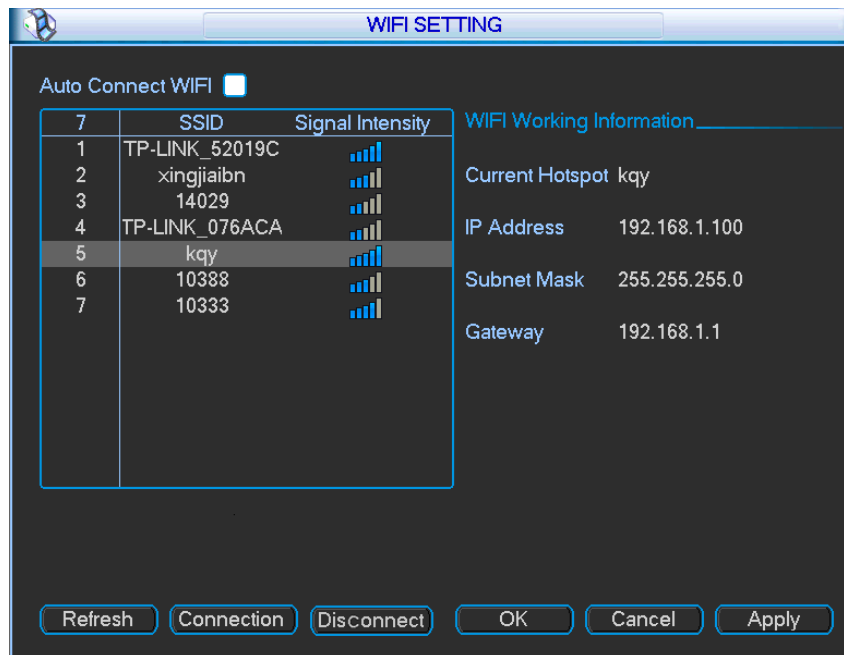 WIFI SETTING
Auto Connect WIFI
7 SSID Signal Intensity
1 TP-LINK_52019C
2 xingjiaibn
3 14029
4 TP-LINK_076ACA
5 kqy
6 10388
7 10333
WIFI Working Information
Current Hotspot kqy
IP Address 192.168.1.100
Subnet Mask 255.255.255.0
Gateway 192.168.1.1
Refresh Connection Disconnect OK Cancel Apply